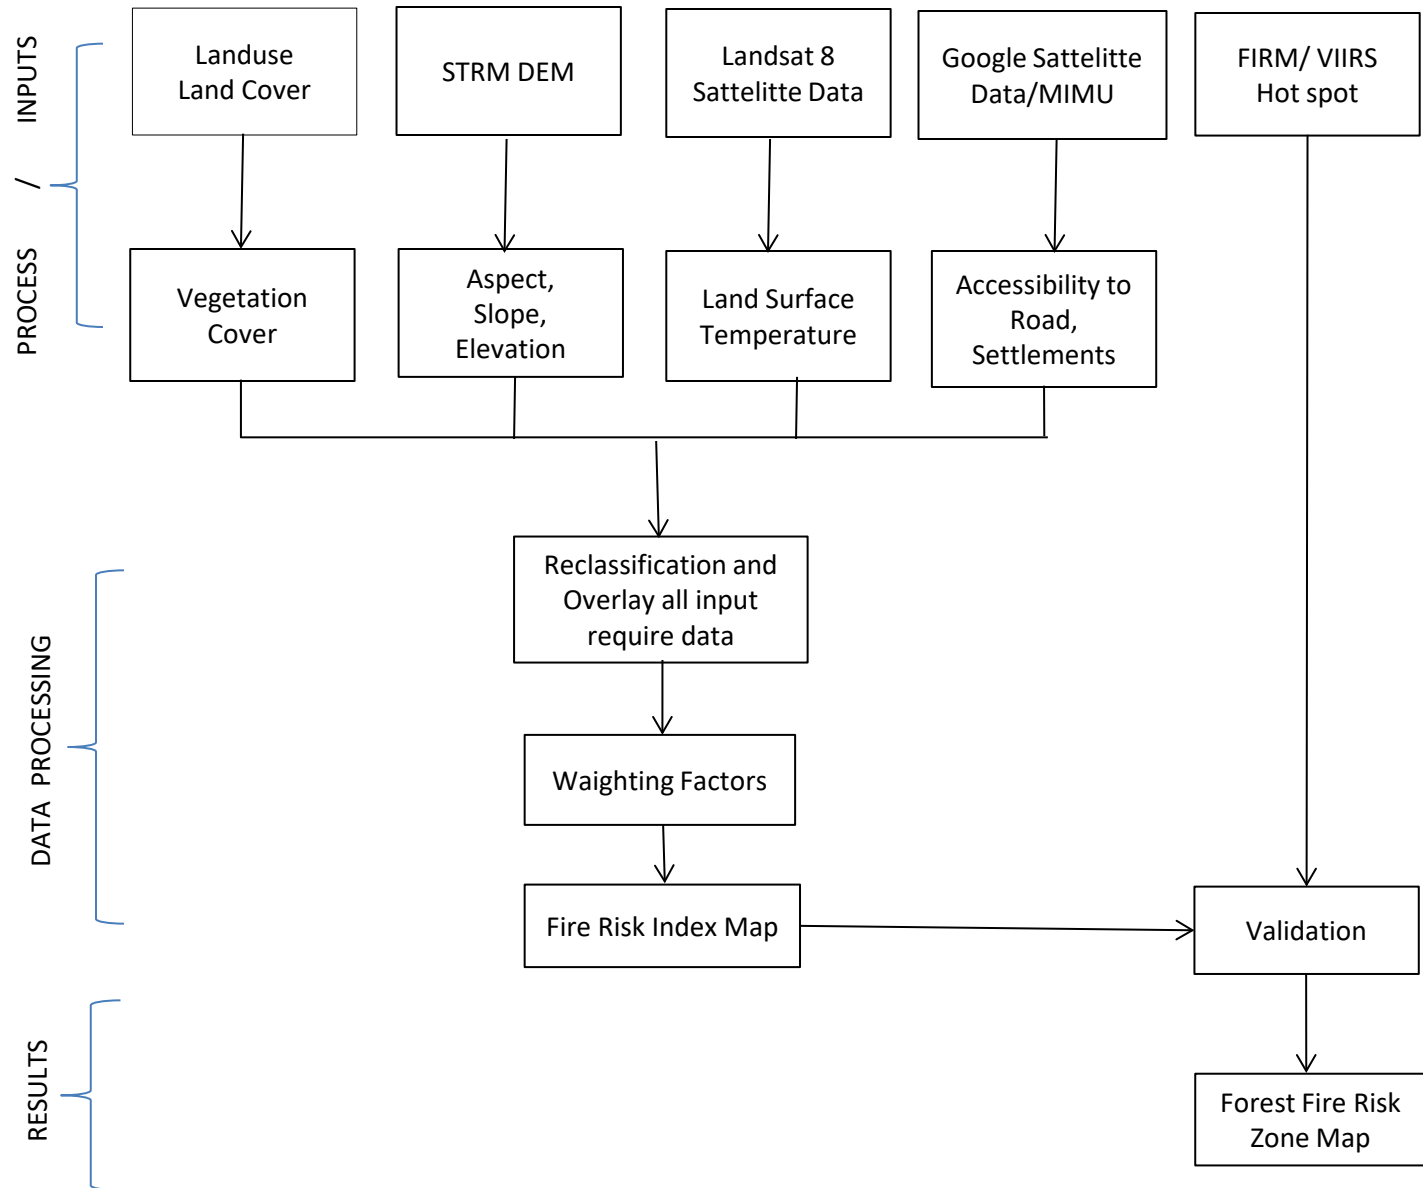 INPUTS
/
PROCESS
Landuse
Land Cover
STRM DEM
Landsat 8
Sattelitte Data
Google Sattelitte
Data/MIMU
FIRM/ VIIRS
Hot spot
Vegetation
Cover
Aspect,
Slope,
Elevation
Land Surface
Temperature
Accessibility to
Road,
Settlements
DATA PROCESSING
Reclassification and
Overlay all input
require data
Waighting Factors
Fire Risk Index Map
Validation
RESULTS
Forest Fire Risk
Zone Map